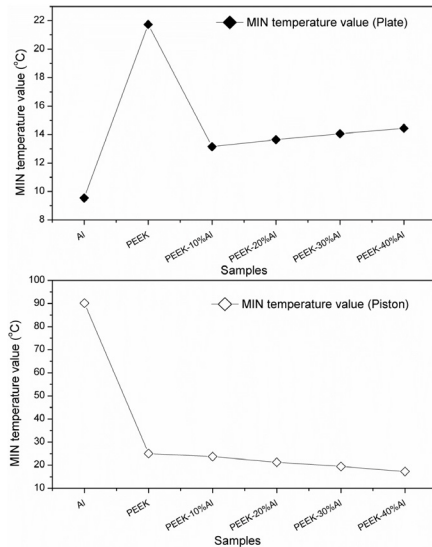 MIN temperature value (°C)
22
20
18
16
14
12
10
8
MIN temperature value (Plate)
Al
PEEK
PEEK-10%Al
PEEK-20%Al
PEEK-30%Al
PEEK-40%Al
Samples
MIN temperature value (°C)
100
90
80
70
60
50
40
30
20
10
MIN temperature value (Piston)
Al
PEEK
PEEK-10%Al
PEEK-20%Al
PEEK-30%Al
PEEK-40%Al
Samples